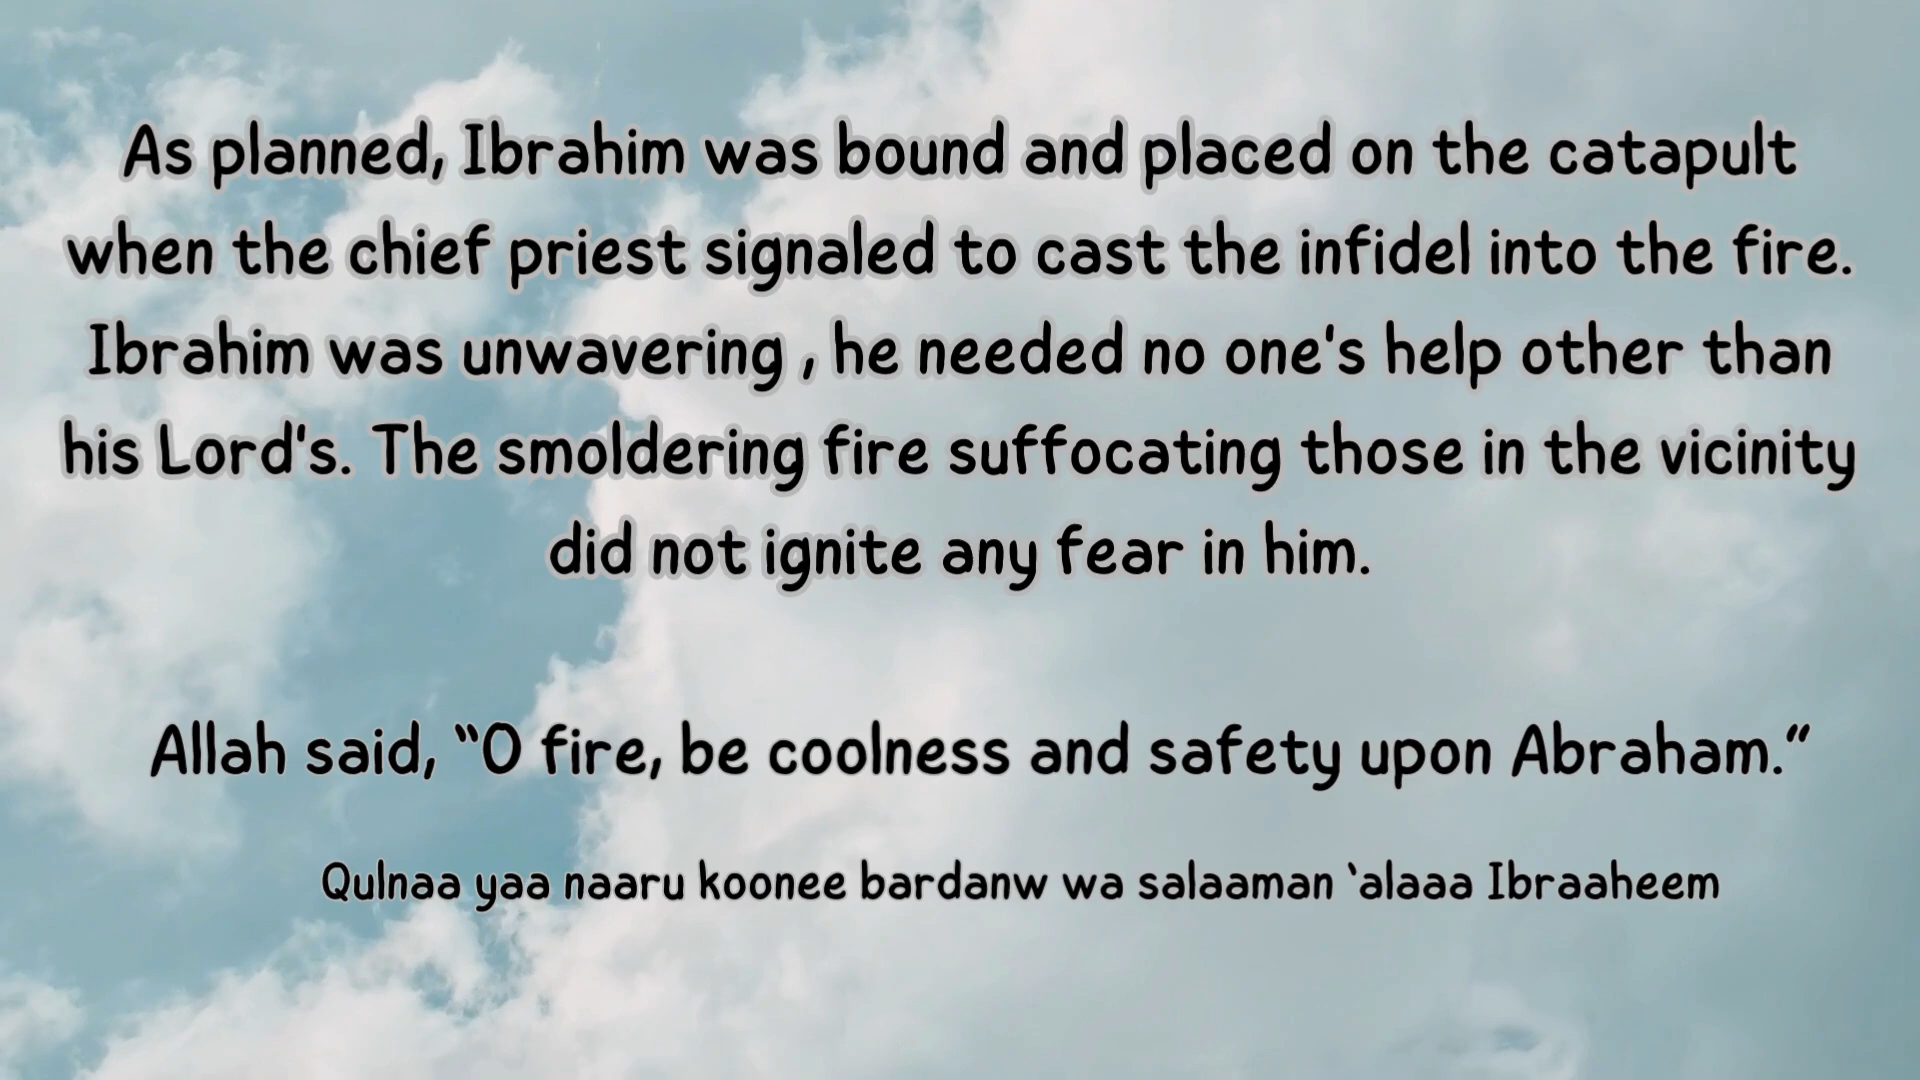 As planned, Ibrahim was bound and placed on the catapult
when the chief priest signaled to cast the infidel into the fire.
Ibrahim was unwavering , he needed no one's help other than
his Lord's. The smoldering fire suffocating those in the vicinity
did not ignite any fear in him.
Allah said, “O fire, be coolness and safety upon Abraham.”
Qulnaa yaa naaru koonee bardanw wa salaaman ‛alaaa Ibraaheem